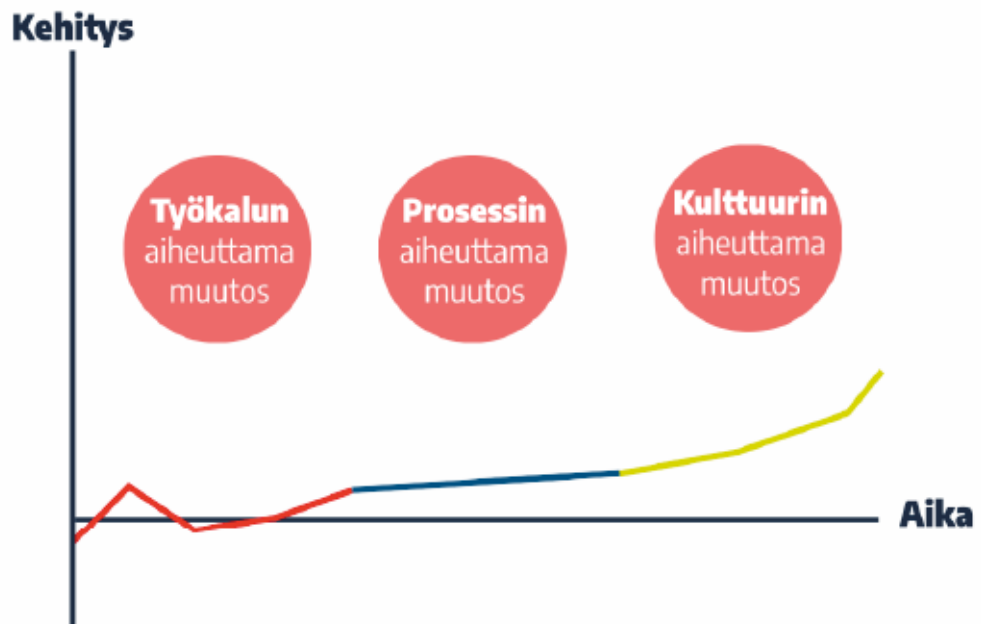 Kehitys
Työkalun
aiheuttama
muutos
Prosessin
aiheuttama
muutos
Kulttuurin
aiheuttama
muutos
Aika